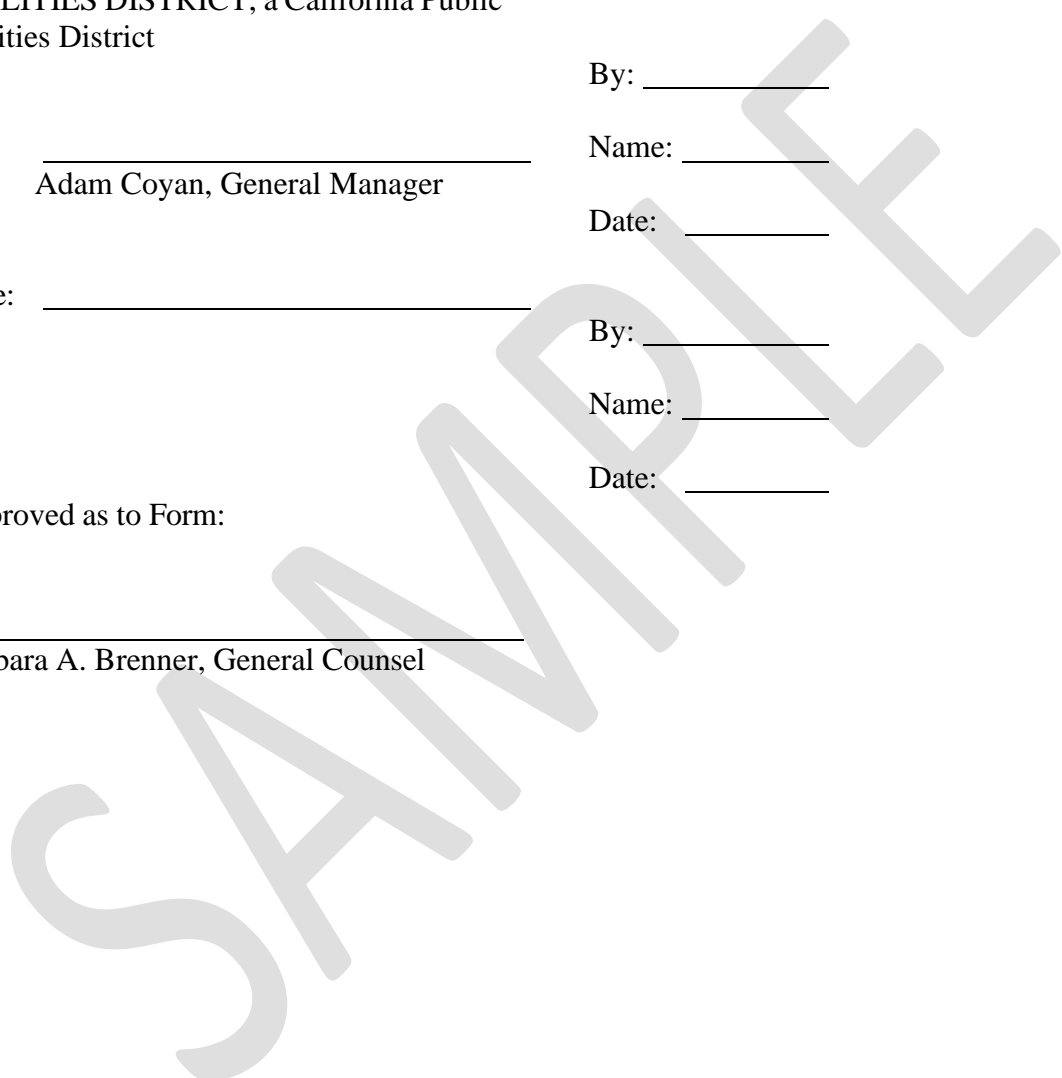 LITIES DISTRICT, a California Public
ities District
Adam Coyan, General Manager
e:
proved as to Form:
bara A. Brenner, General Counsel
By:
Name:
Date:
By:
Name:
Date:
SAMPLE